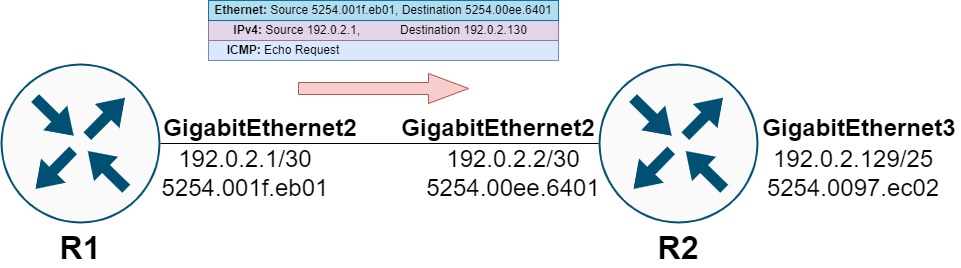 Ethernet: Source 5254.001f.eb01, Destination 5254.00ee.6401
IPv4: Source 192.0.2.1, Destination 192.0.2.130
ICMP: Echo Request
GigabitEthernet2
192.0.2.1/30
5254.001f.eb01
GigabitEthernet2
192.0.2.2/30
5254.00ee.6401
GigabitEthernet3
192.0.2.129/25
5254.0097.ec02
R1
R2